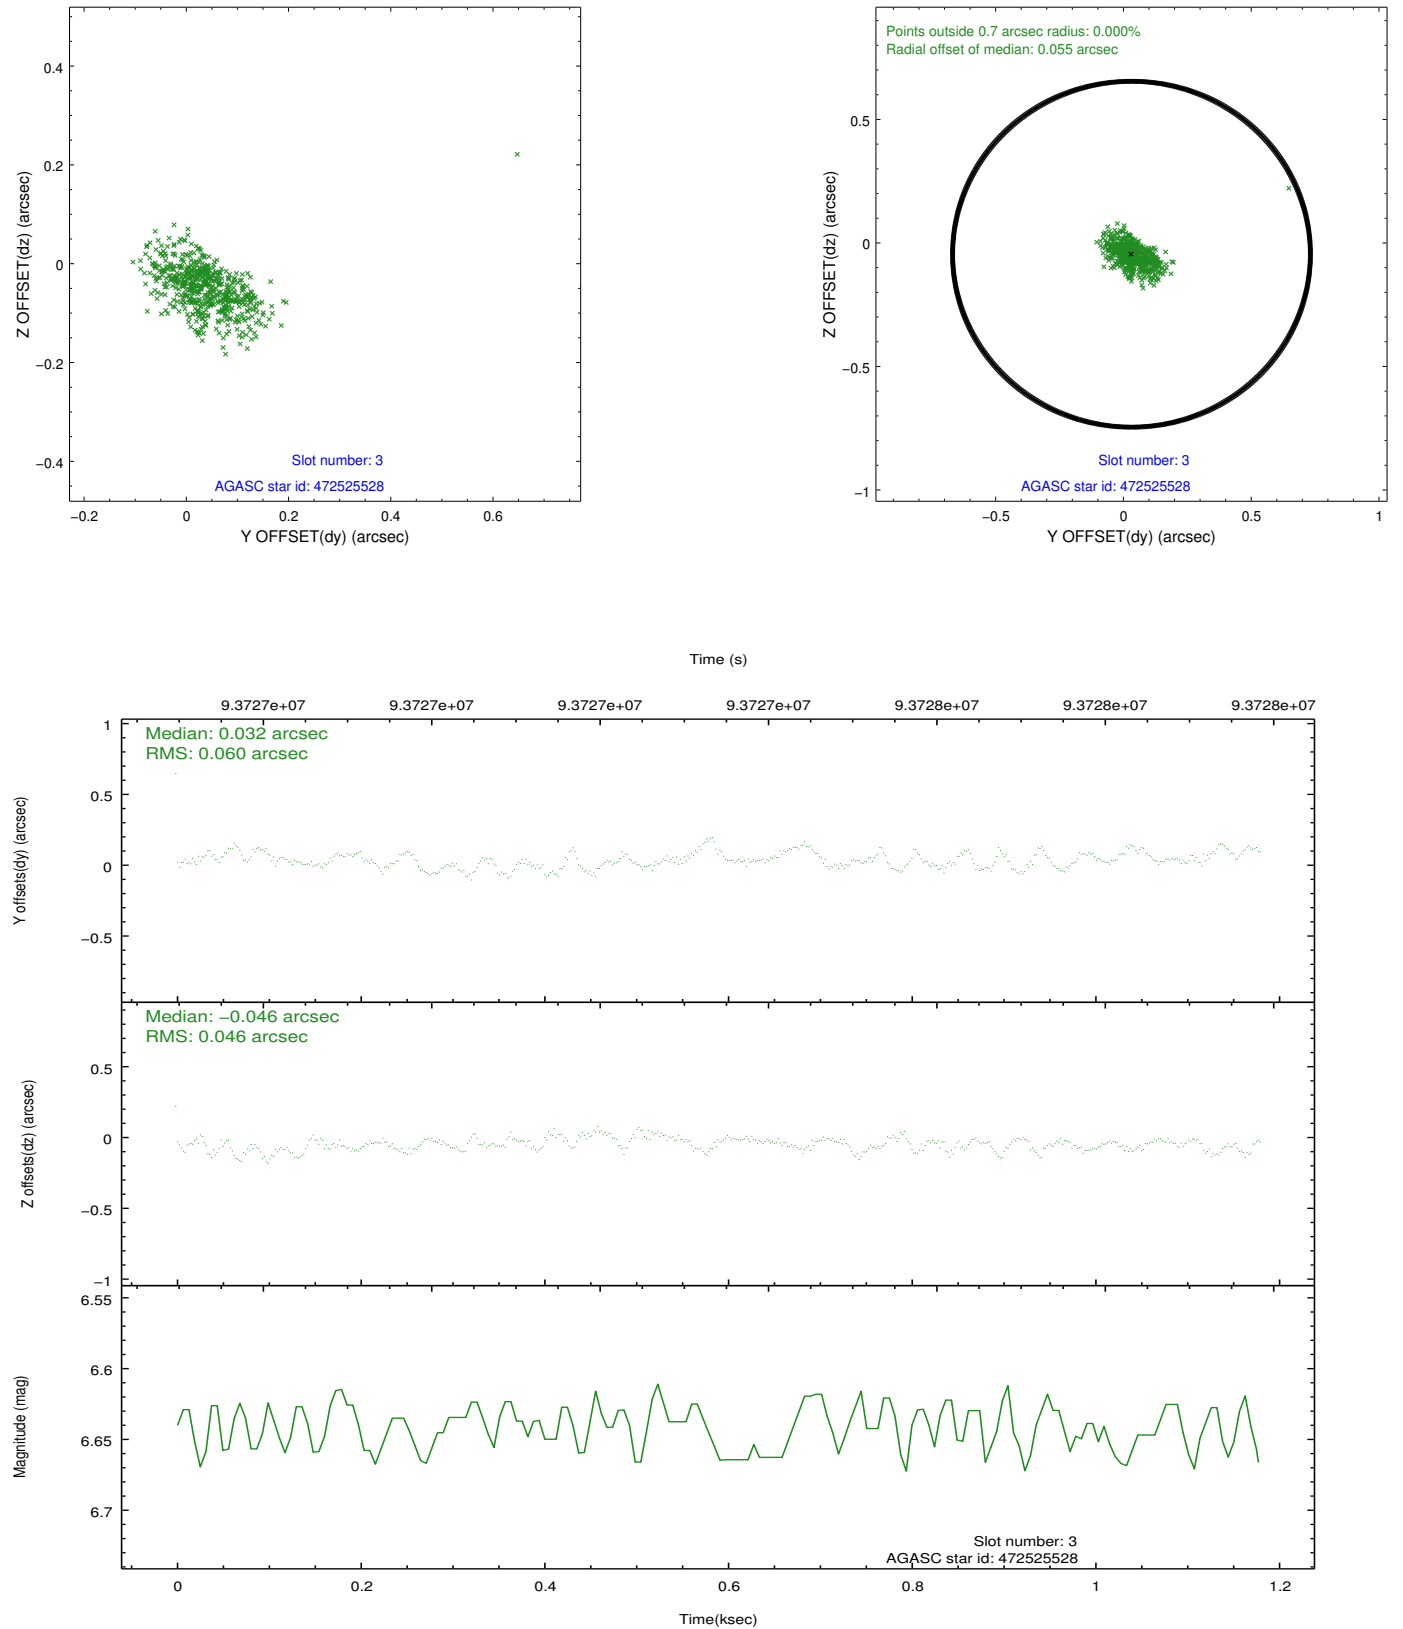 0.4
0.2
0
−0.2
−0.4
Z OFFSET(dz) (arcsec)
Slot number: 3
AGASC star id: 472525528
−0.2 0 0.2 0.4 0.6
Y OFFSET(dy) (arcsec)
Points outside 0.7 arcsec radius: 0.000%
Radial offset of median: 0.055 arcsec
0.5
0
−0.5
−1
Z OFFSET(dz) (arcsec)
Slot number: 3
AGASC star id: 472525528
−0.5 0 0.5 1
Y OFFSET(dy) (arcsec)
Time (s)
9.3727e+07 9.3727e+07 9.3727e+07 9.3727e+07 9.3728e+07 9.3728e+07 9.3728e+07
Median: 0.032 arcsec
RMS: 0.060 arcsec
1
0.5
0
−0.5
Y offsets(dy) (arcsec)
Median: −0.046 arcsec
RMS: 0.046 arcsec
0.5
0
−0.5
−1
Z offsets(dz) (arcsec)
6.55
6.6
6.65
6.7
Magnitude (mag)
Slot number: 3
AGASC star id: 472525528
0 0.2 0.4 0.6 0.8 1 1.2
Time(ksec)